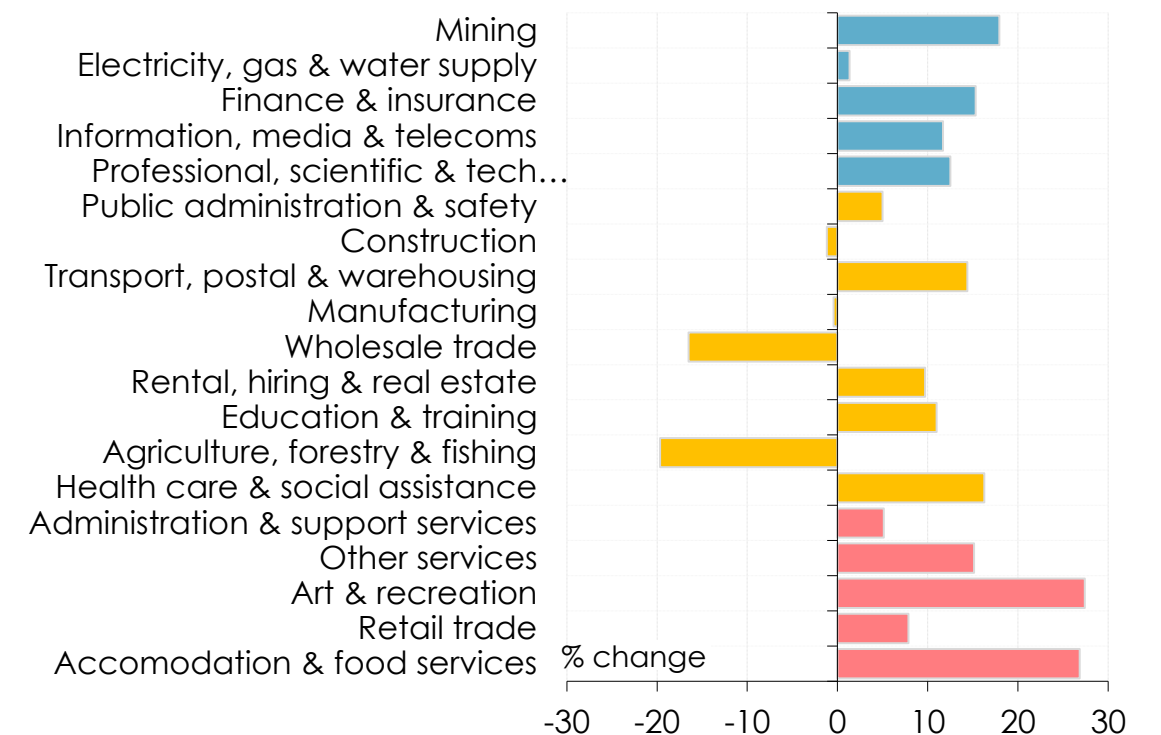 Mining
Electricity, gas & water supply
Finance & insurance
Information, media & telecoms
Professional, scientific & tech…
Public administration & safety
Construction
Transport, postal & warehousing
Manufacturing
Wholesale trade
Rental, hiring & real estate
Education & training
Agriculture, forestry & fishing
Health care & social assistance
Administration & support services
Other services
Art & recreation
Retail trade
Accomodation & food services % change
-30 -20 -10 0 10 20 30